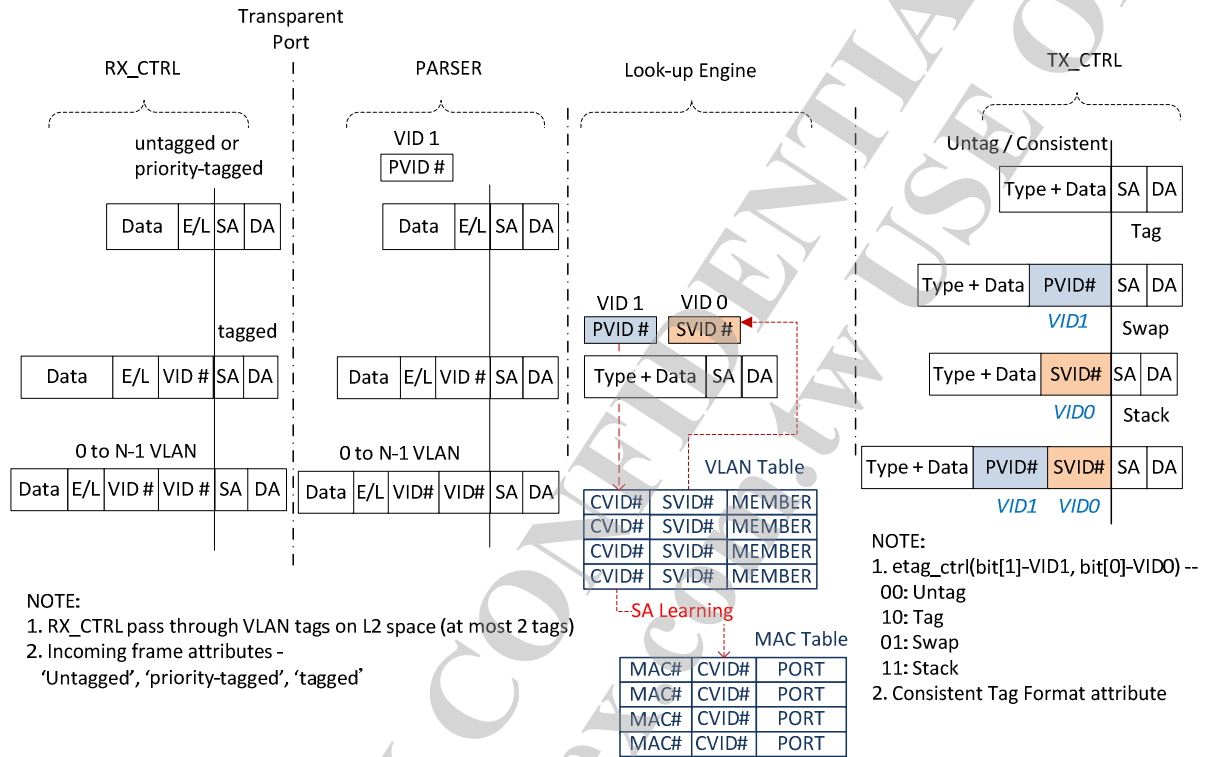 Transparent
Port
RX_CTRL
PARSER
Look-up Engine
TX_CTRL
untagged or
priority-tagged
Data E/L SA DA
tagged
Data E/L VID # SA DA
0 to N-1 VLAN
Data E/L VID # VID # SA DA
VID 1
PVID #
Data E/L SA DA
Data E/L VID # SA DA
0 to N-1 VLAN
Data E/L VID# VID# SA DA
VID 1 VID 0
PVID # SVID #
Type + Data SA DA
VLAN Table
CVID# SVID# MEMBER
CVID# SVID# MEMBER
CVID# SVID# MEMBER
CVID# SVID# MEMBER
SA Learning
MAC Table
MAC# CVID# PORT
MAC# CVID# PORT
MAC# CVID# PORT
MAC# CVID# PORT
Untag / Consistent
Type + Data SA DA
Tag
Type + Data PVID# SA DA
VID1
Swap
Type + Data SVID# SA DA
VID0
Stack
Type + Data PVID# SVID# SA DA
VID1 VID0
NOTE:
1. etag_ctrl(bit[1]-VID1, bit[0]-VID0) --
00: Untag
10: Tag
01: Swap
11: Stack
2. Consistent Tag Format attribute
NOTE:
1. RX_CTRL pass through VLAN tags on L2 space (at most 2 tags)
2. Incoming frame attributes -
'Untagged', 'priority-tagged', 'tagged'
CONFIDENTIA
x.com.tw USE O